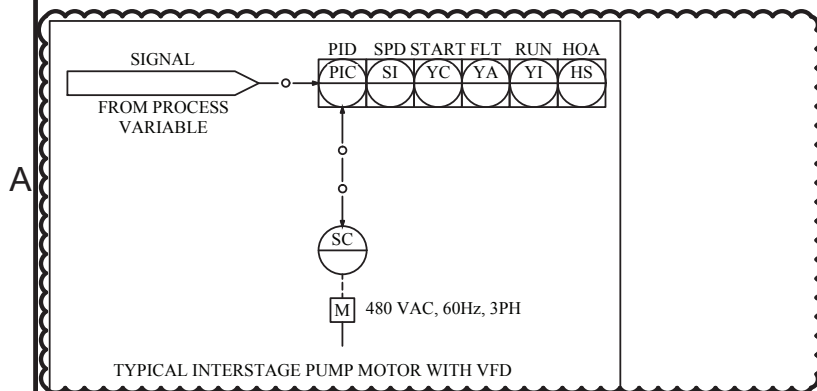 PID SPD START FLT RUN HOA
SIGNAL
PIC SI YC YA YI HS
FROM PROCESS
VARIABLE
A
SC
M 480 VAC, 60Hz, 3PH
TYPICAL INTERSTAGE PUMP MOTOR WITH VFD